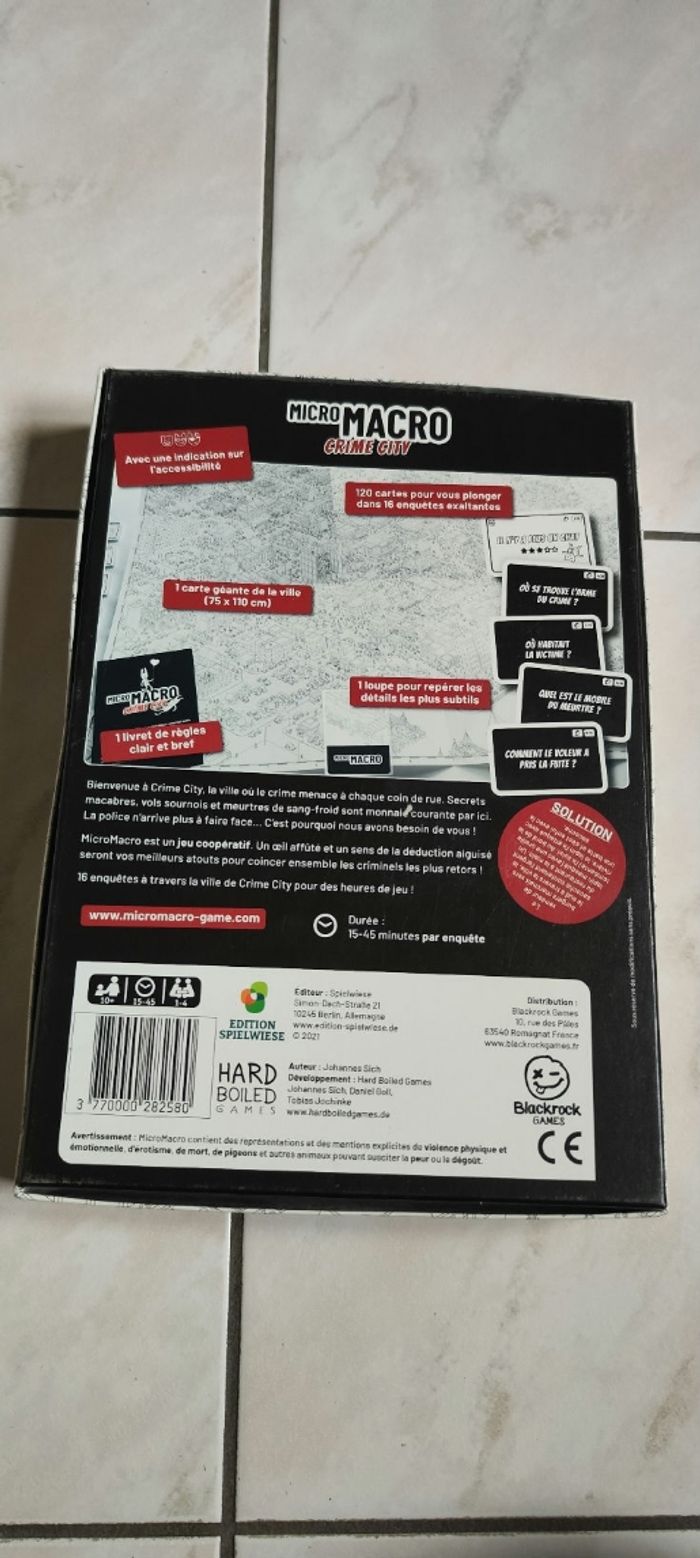 MICRO MACRO
CRIME CITY
Avec une indication sur
l'accessibilité
120 cartes pour vous plonger
dans 16 enquêtes exaltantes
1 carte géante de la ville
(75 x 110 cm)
OÙ SE TROUVE L'ARME
DU CRIME ?
OÙ HABITAIT
LA VICTIME ?
QUEL EST LE MOBILE
DU MEURTRE ?
COMMENT LE VOLEUR A
PRIS LA FUITE ?
1 loupe pour repérer les
détails les plus subtils
MICRO MACRO
CRIME CITY
1 livret de règles
clair et bref
MICRO MACRO
Bienvenue à Crime City, la ville où le crime menace à chaque coin de rue. Secrets
macabres, vols sournois et meurtres de sang-froid sont monnaie courante par ici.
La police n'arrive plus à faire face... C'est pourquoi nous avons besoin de vous !
MicroMacro est un jeu coopératif. Un œil affûté et un sens de la déduction aiguisé
seront vos meilleurs atouts pour coincer ensemble les criminels les plus retors !
16 enquêtes à travers la ville de Crime City pour des heures de jeu !
SOLUTION
www.micromacro-game.com
Durée :
15-45 minutes par enquête
Sous réserve de modifications sans préavis.
10+ 15-45 1-4
3 770000 282580
EDITION
SPIELWIESE
Editeur : Spielwiese
Simon-Dach-Straße 21
10245 Berlin, Allemagne
www.edition-spielwiese.de
© 2021
Distribution :
Blackrock Games
10, rue des Pâles
63540 Romagnat France
www.blackrockgames.fr
HARD
BOILED
GAMES
Auteur : Johannes Sich
Développement : Hard Boiled Games
Johannes Sich, Daniel Goll,
Tobias Jochinke
www.hardboiledgames.de
Blackrock
GAMES
CE
Avertissement : MicroMacro contient des représentations et des mentions explicites de violence physique et
émotionnelle, d'érotisme, de mort, de pigeons et autres animaux pouvant susciter la peur ou le dégoût.